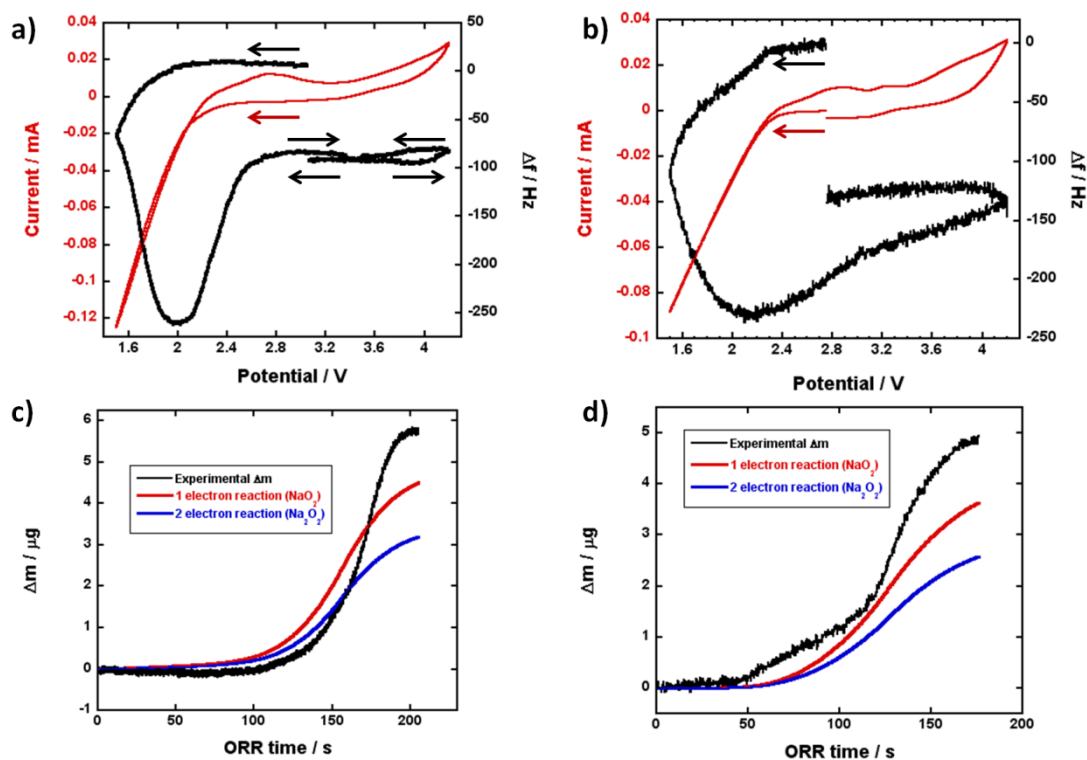 a)
0.04
0.02
0
-0.02
-0.04
-0.06
-0.08
-0.1
-0.12
Current / mA
50
0
-50
-100
-150
-200
-250
Δf / Hz
1.6 2 2.4 2.8 3.2 3.6 4
Potential / V
b)
0.04
0.02
0
-0.02
-0.04
-0.06
-0.08
-0.1
Current / mA
0
-50
-100
-150
-200
-250
Δf / Hz
1.6 2 2.4 2.8 3.2 3.6 4
Potential / V
c)
6
5
4
3
2
1
0
-1
Δm / µg
Experimental Δm
1 electron reaction (NaO₂)
2 electron reaction (Na₂O₂)
0 50 100 150 200
ORR time / s
d)
5
4
3
2
1
0
Δm / µg
Experimental Δm
1 electron reaction (NaO₂)
2 electron reaction (Na₂O₂)
0 50 100 150 200
ORR time / s